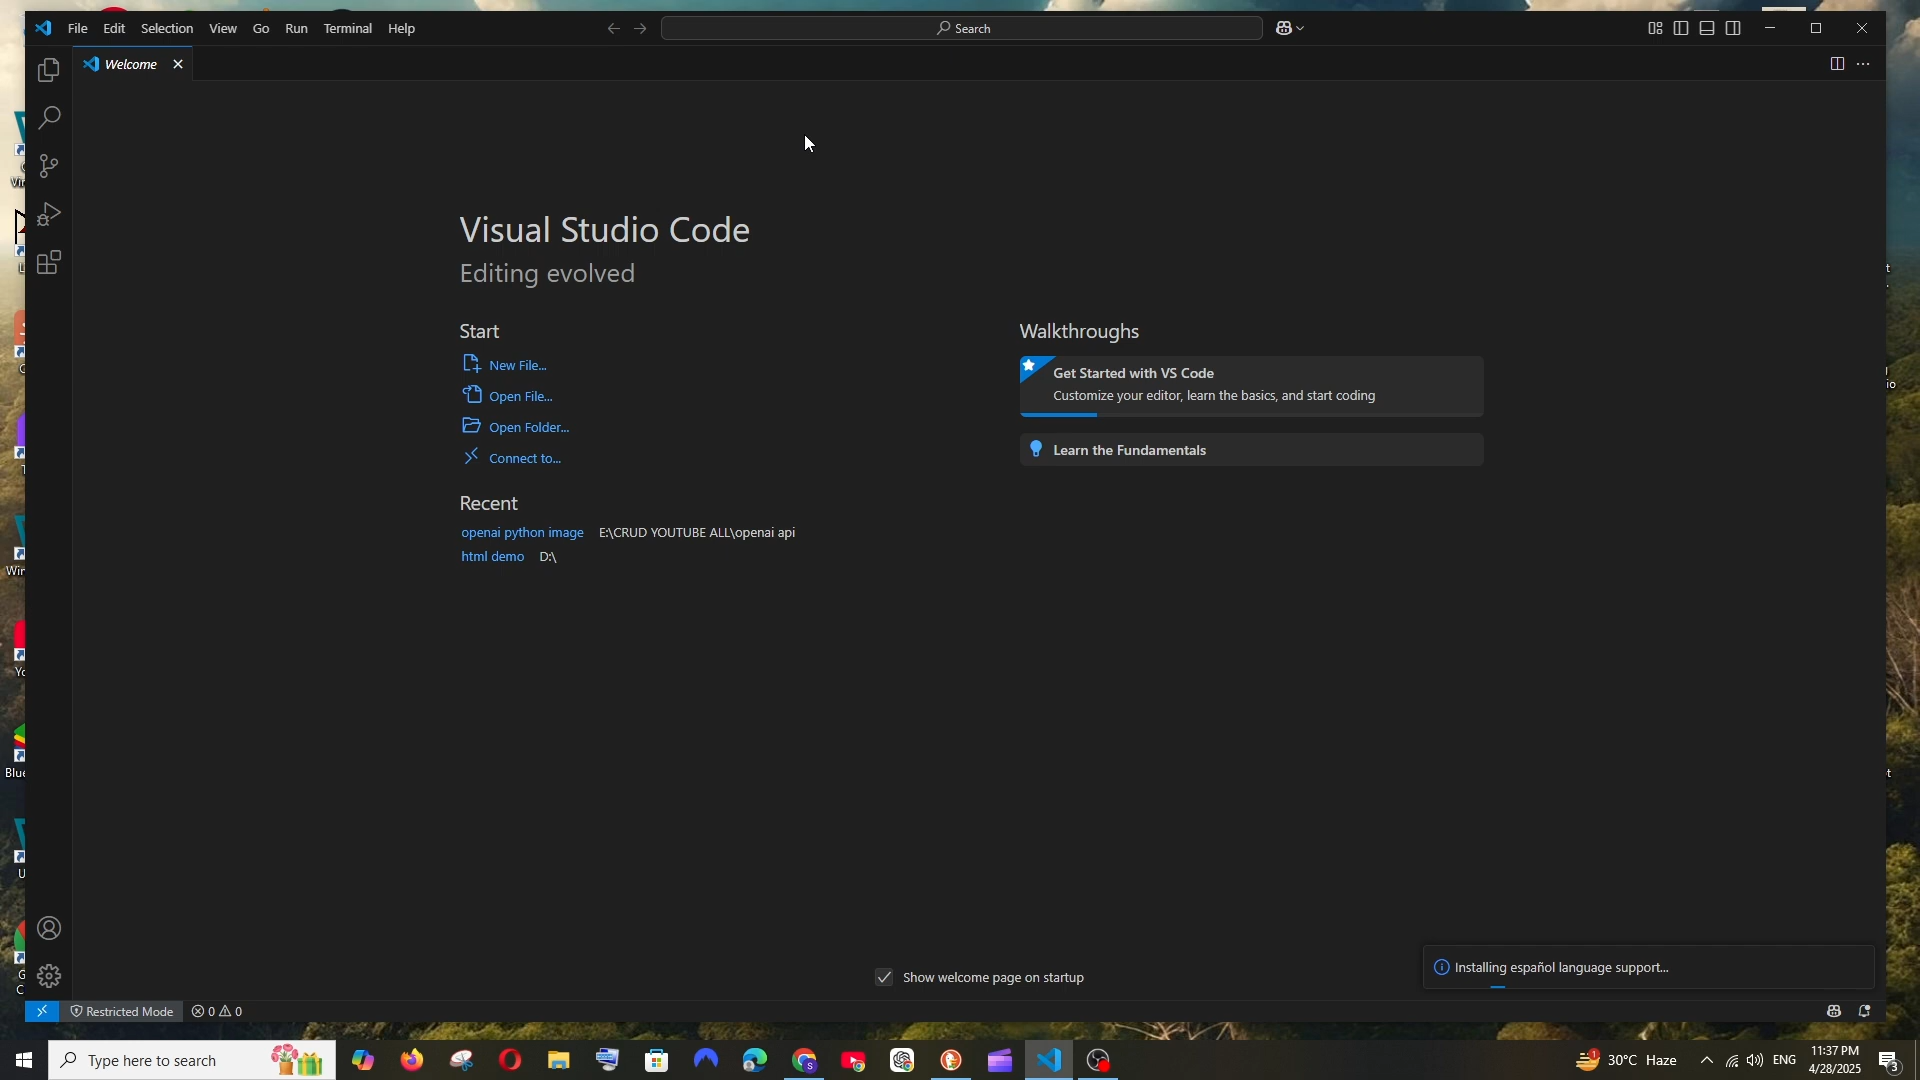 File Edit Selection View Go Run Terminal Help
Search
Welcome
Visual Studio Code
Editing evolved
Start
New File...
Open File...
Open Folder...
Connect to...
Recent
openai python image E:\CRUD YOUTUBE ALL\openai api
html demo D:\
Walkthroughs
Get Started with VS Code
Customize your editor, learn the basics, and start coding
Learn the Fundamentals
Show welcome page on startup
Installing español language support...
Restricted Mode 0 0
Type here to search
30°C Haze
ENG
11:37 PM
4/28/2025
3